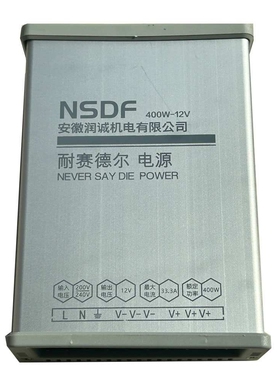 NSDF 400W-12V
安徽润诚机电有限公司
耐赛德尔 电源
NEVER SAY DIE POWER
输入电压 200V 240V 输出电压 12V 最大电流 33.3A 额定功率 400W
L N V- V- V- V+ V+ V+